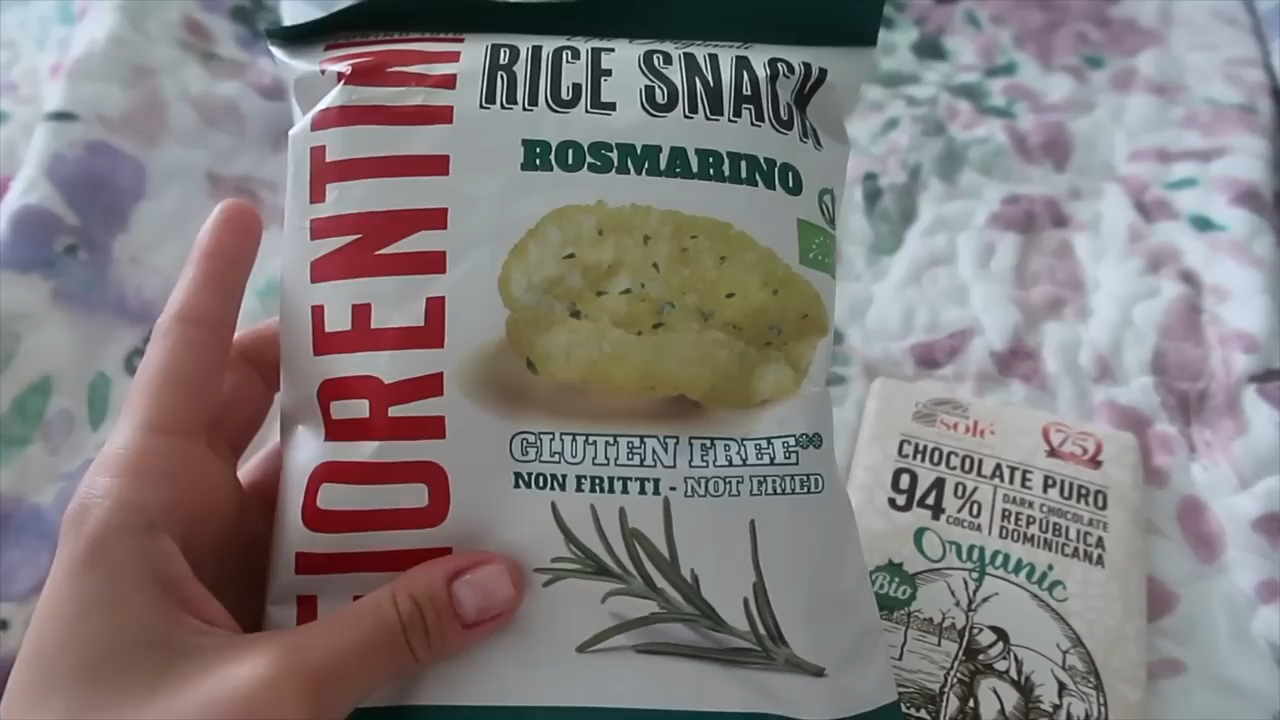 FIORENTINI
RICE SNACK
ROSMARINO
GLUTEN FREE**
NON FRITTI - NOT FRIED
solé
75
CHOCOLATE PURO
94%
COCOA
DARK CHOCOLATE
REPÚBLICA
DOMINICANA
Organic
Bio